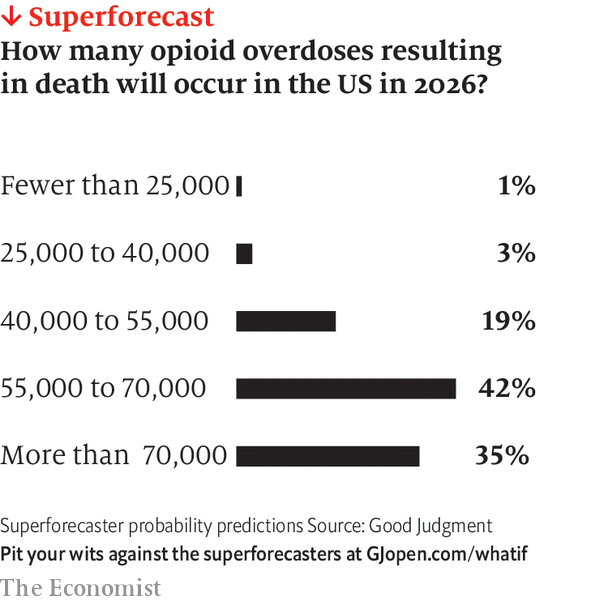 ↓ Superforecast
How many opioid overdoses resulting
in death will occur in the US in 2026?
Fewer than 25,000 1%
25,000 to 40,000 3%
40,000 to 55,000 19%
55,000 to 70,000 42%
More than 70,000 35%
Superforecaster probability predictions Source: Good Judgment
Pit your wits against the superforecasters at GJopen.com/whatif
The Economist